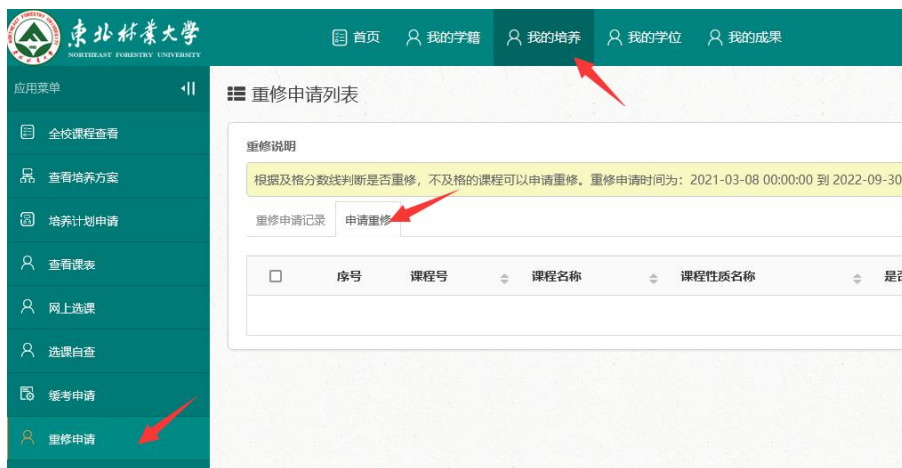 東北林業大學
NORTHEAST FORESTRY UNIVERSITY
首页 我的学籍 我的培养 我的学位 我的成果
应用菜单
全校课程查看
查看培养方案
培养计划申请
查看课表
网上选课
选课自查
缓考申请
重修申请
重修申请列表
重修说明
根据及格分数线判断是否重修，不及格的课程可以申请重修。重修申请时间为：2021-03-08 00:00:00 到 2022-09-30
重修申请记录 申请重修
序号 课程号 课程名称 课程性质名称 是否